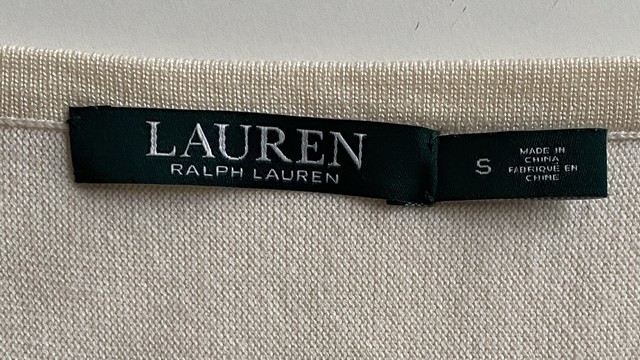 LAUREN
RALPH LAUREN
S
MADE IN
CHINA
FABRIQUÉ EN
CHINE